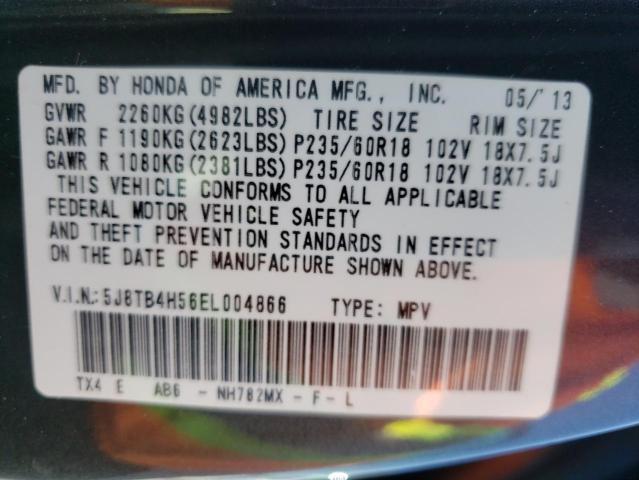 MFD. BY HONDA OF AMERICA MFG., INC. 05/'13
GVWR 2260KG(4982LBS) TIRE SIZE RIM SIZE
GAWR F 1190KG(2623LBS)P235/60R18 102V 18X7.5J
GAWR R 1080KG(2381LBS)P235/60R18 102V 18X7.5J
THIS VEHICLE CONFORMS TO ALL APPLICABLE
FEDERAL MOTOR VEHICLE SAFETY
AND THEFT PREVENTION STANDARDS IN EFFECT
ON THE DATE OF MANUFACTURE SHOWN ABOVE.
V.I.N.:5J8TB4H56EL004866 TYPE: MPV
TX4 E AB6 - NH782MX - F - L